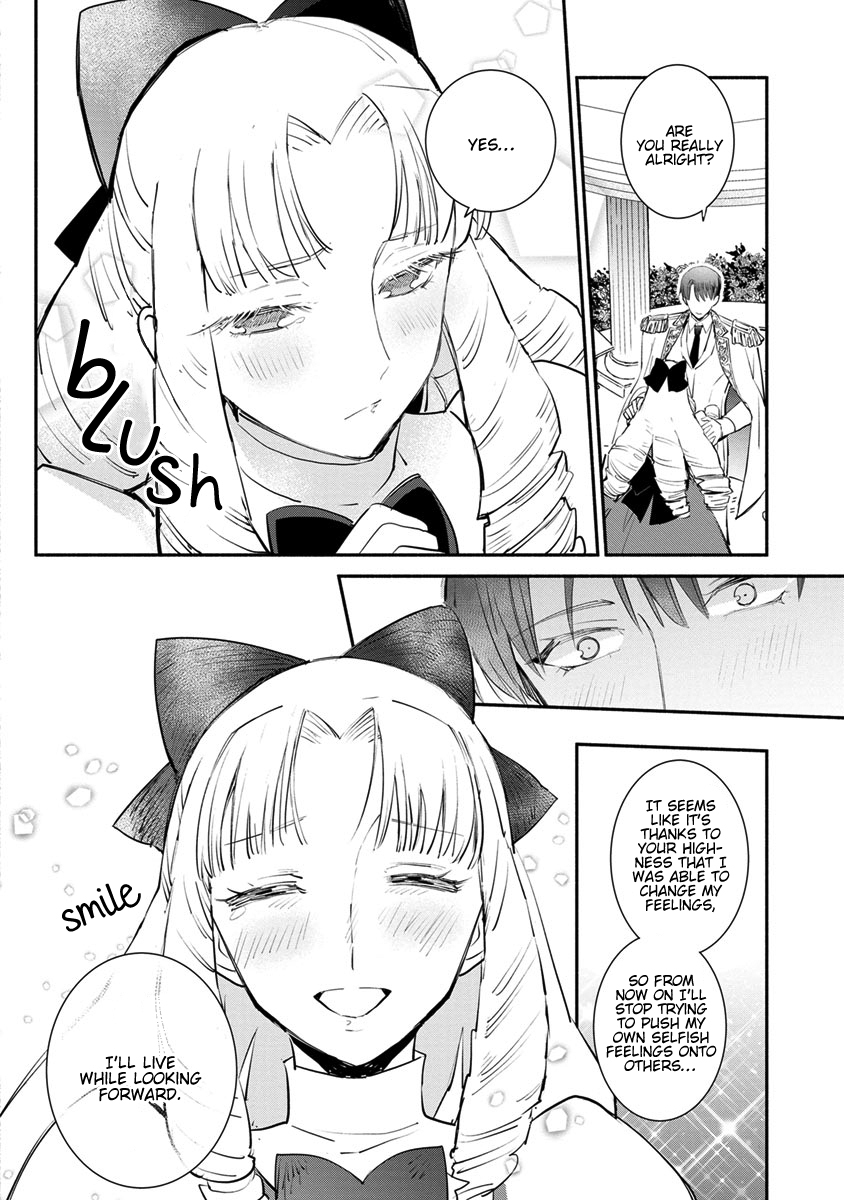 ARE
YOU REALLY
ALRIGHT?
YES...
blush
IT SEEMS
LIKE IT'S
THANKS TO
YOUR HIGH-
NESS THAT I
WAS ABLE TO
CHANGE MY
FEELINGS,
SO FROM
NOW ON I'LL
STOP TRYING
TO PUSH MY
OWN SELFISH
FEELINGS ONTO
OTHERS...
smile
I'LL LIVE
WHILE LOOKING
FORWARD.